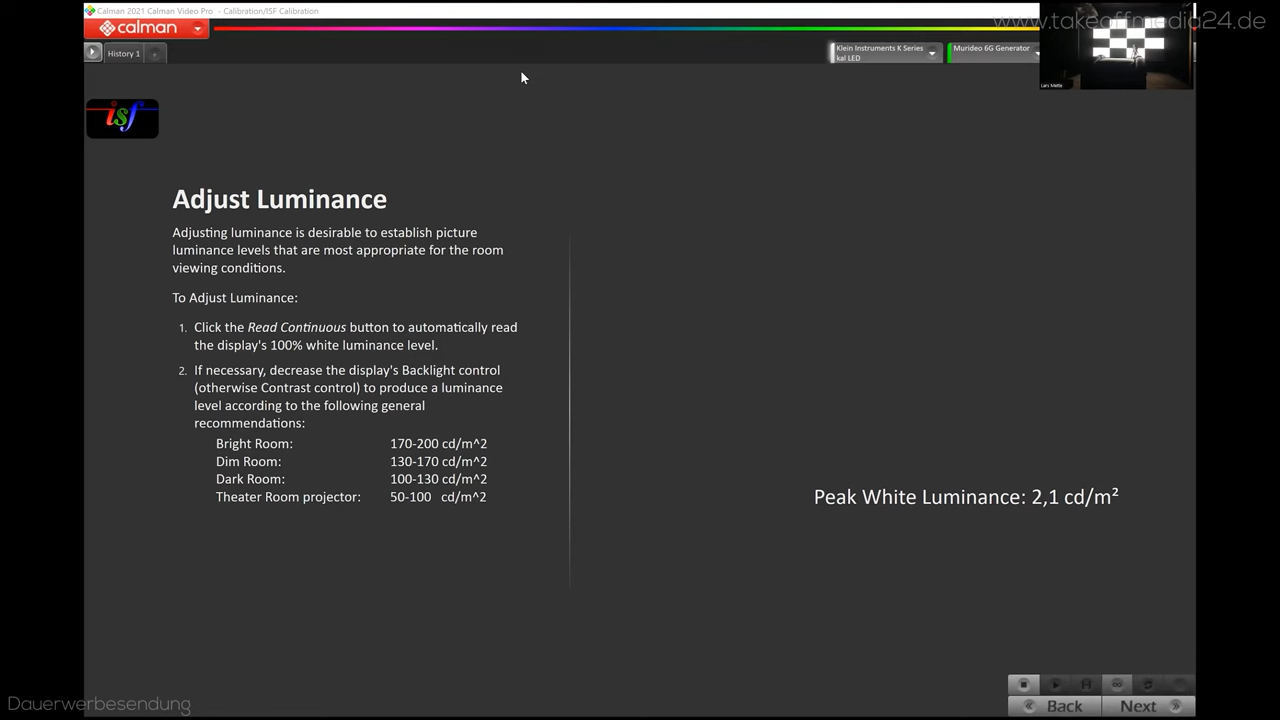 Calman 2021 Calman Video Pro - Calibration/ISF Calibration
www.takeoffmedia24.de
calman
History 1
Klein Instruments K Series
kal LED
Murideo 6G Generator
Lars Mette
isf
Adjust Luminance
Adjusting luminance is desirable to establish picture
luminance levels that are most appropriate for the room
viewing conditions.
To Adjust Luminance:
1. Click the Read Continuous button to automatically read
the display's 100% white luminance level.
2. If necessary, decrease the display's Backlight control
(otherwise Contrast control) to produce a luminance
level according to the following general
recommendations:
Bright Room: 170-200 cd/m^2
Dim Room: 130-170 cd/m^2
Dark Room: 100-130 cd/m^2
Theater Room projector: 50-100 cd/m^2
Peak White Luminance: 2,1 cd/m²
Dauerwerbesendung
Back
Next